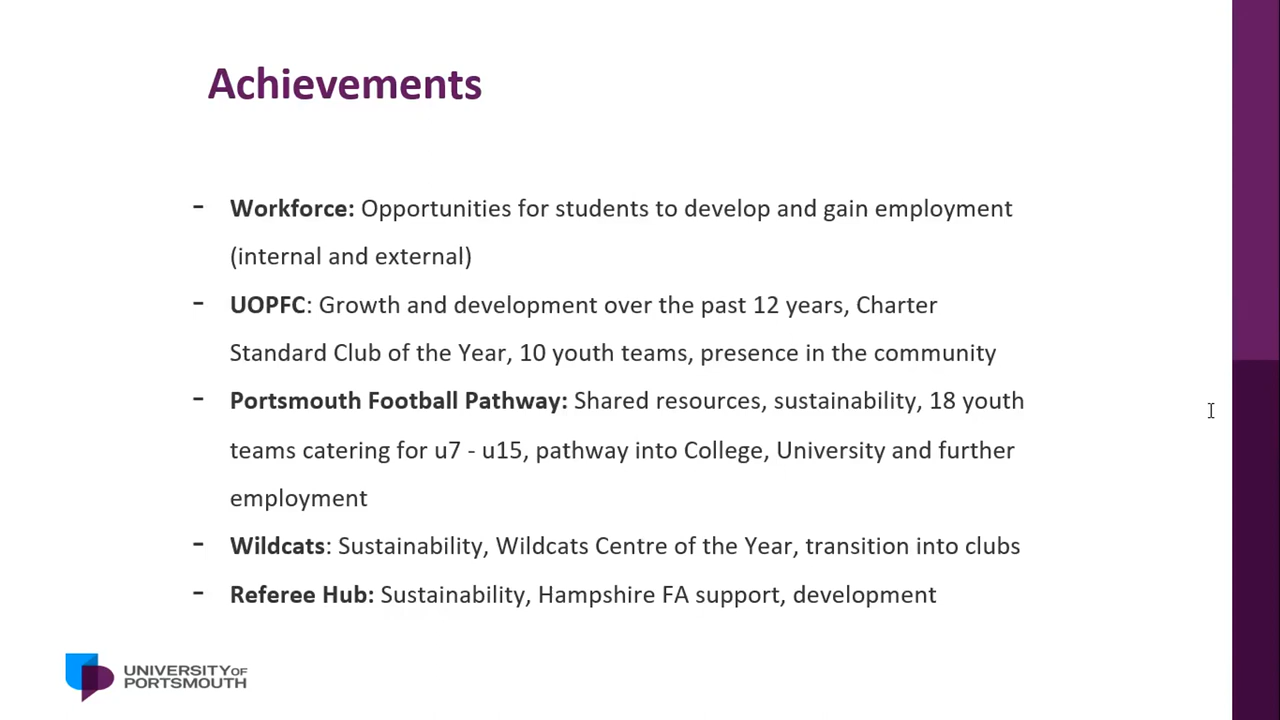 Achievements
- Workforce: Opportunities for students to develop and gain employment
(internal and external)
- UOPFC: Growth and development over the past 12 years, Charter
Standard Club of the Year, 10 youth teams, presence in the community
- Portsmouth Football Pathway: Shared resources, sustainability, 18 youth
teams catering for u7 - u15, pathway into College, University and further
employment
- Wildcats: Sustainability, Wildcats Centre of the Year, transition into clubs
- Referee Hub: Sustainability, Hampshire FA support, development
UNIVERSITY OF
PORTSMOUTH